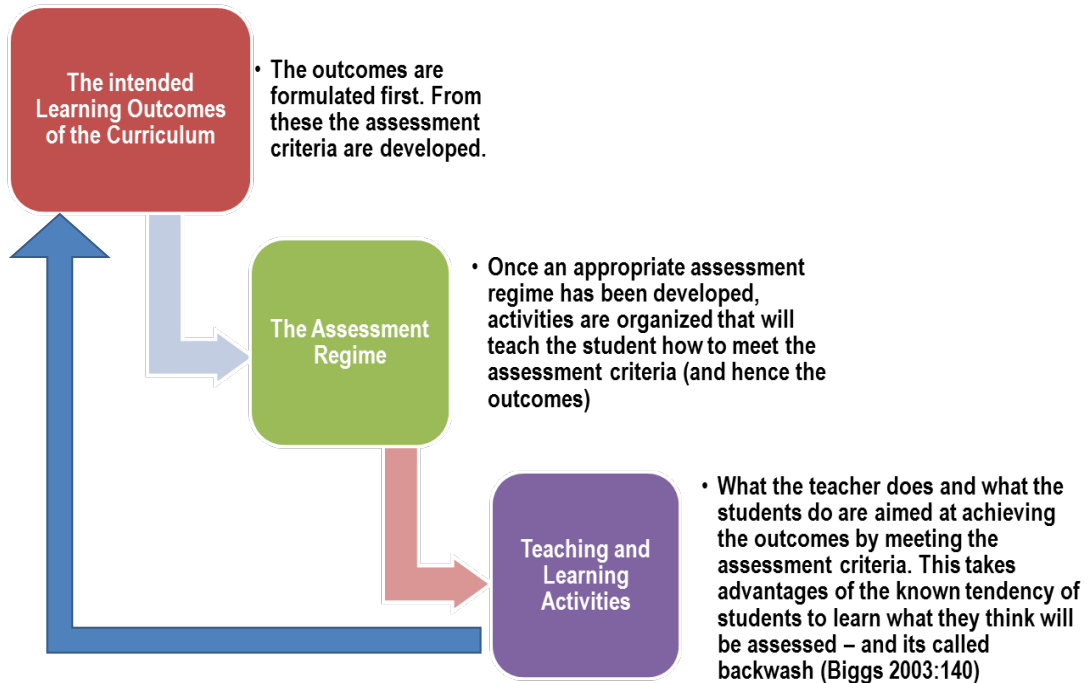 The intended
Learning Outcomes
of the Curriculum
• The outcomes are
formulated first. From
these the assessment
criteria are developed.
The Assessment
Regime
• Once an appropriate assessment
regime has been developed,
activities are organized that will
teach the student how to meet the
assessment criteria (and hence the
outcomes)
Teaching and
Learning
Activities
• What the teacher does and what the
students do are aimed at achieving
the outcomes by meeting the
assessment criteria. This takes
advantages of the known tendency of
students to learn what they think will
be assessed – and its called
backwash (Biggs 2003:140)